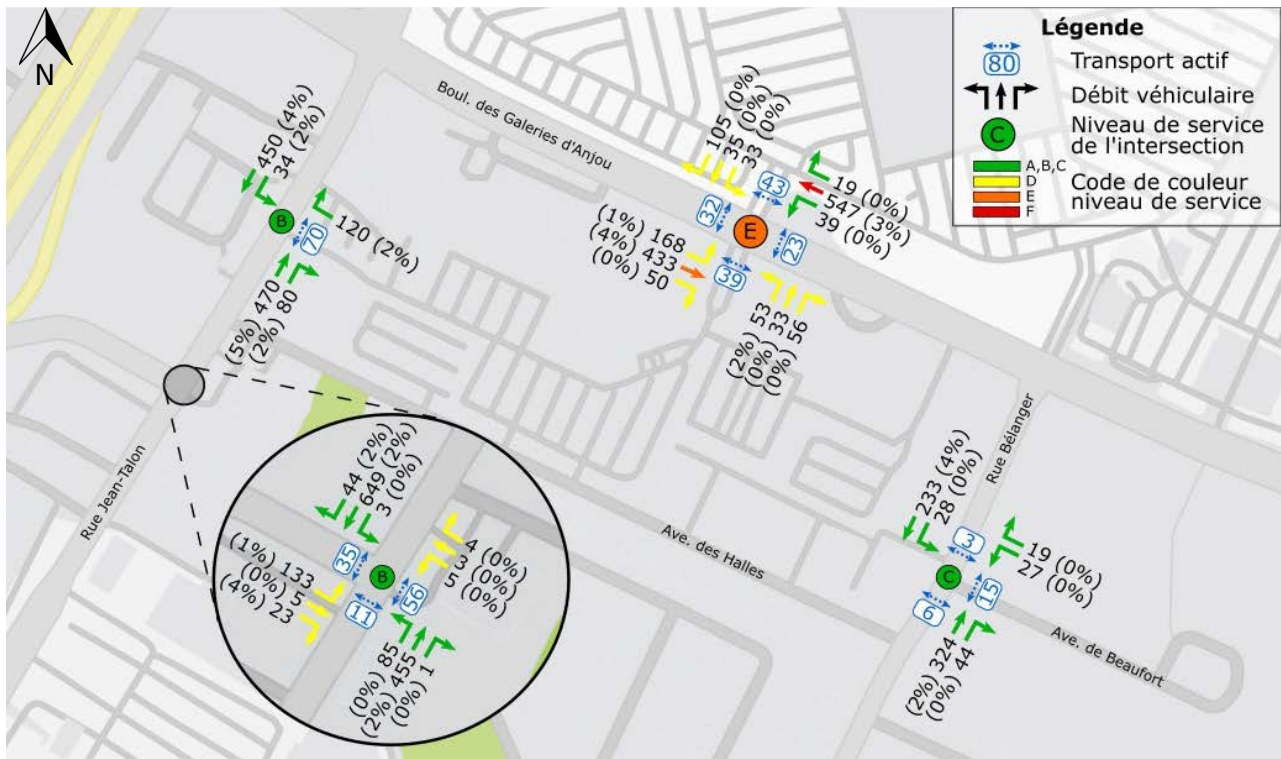 N
Légende
80 Transport actif
Débit véhiculaire
C Niveau de service
de l'intersection
A,B,C
D
E
F
Code de couleur
niveau de service
Boul. des Galeries d'Anjou
450 (4%)
34 (2%)
B
70
120 (2%)
(5%) 470
(2%) 80
105 (0%)
35 (0%)
33 (0%)
43
19 (0%)
547 (3%)
39 (0%)
32
E
23
(1%) 168
(4%) 433
(0%) 50
39
(2%) 53
(0%) 33
(0%) 56
Rue Jean-Talon
44 (2%)
649 (2%)
3 (0%)
35
B
56
11
4 (0%)
3 (0%)
5 (0%)
(1%) 133
(0%) 5
(4%) 23
(0%) 85
(2%) 455
(0%) 1
Ave. des Halles
Rue Bélanger
233 (4%)
28 (0%)
3
19 (0%)
27 (0%)
C
15
6
(2%) 324
(0%) 44
Ave. de Beaufort